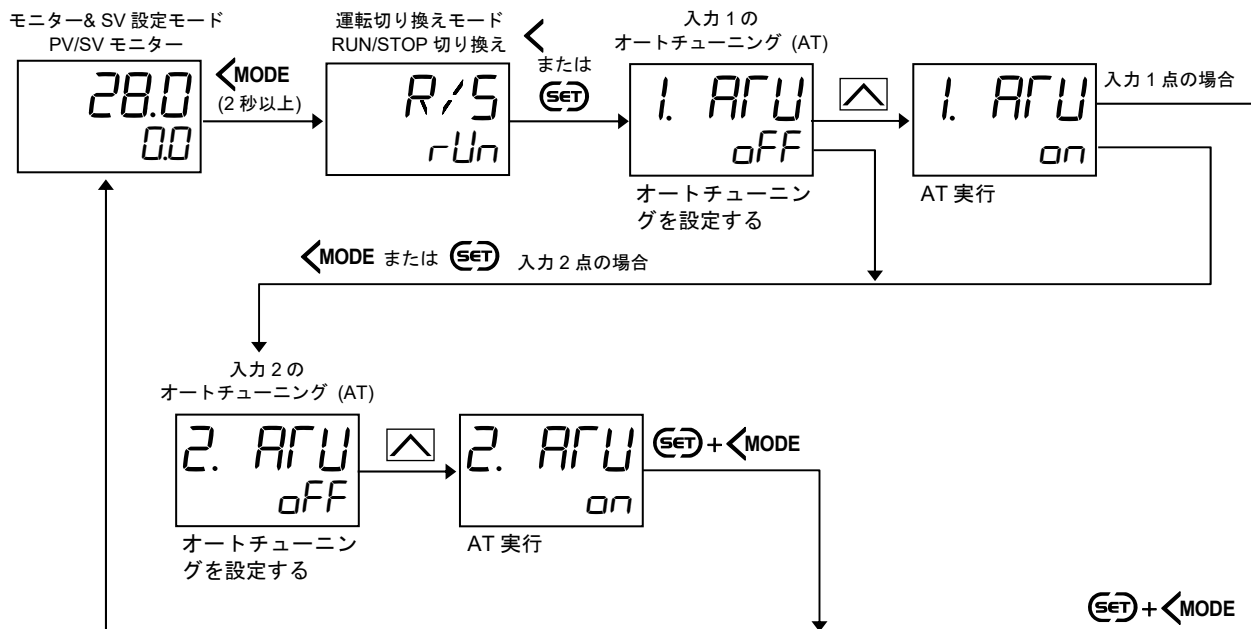 モニター& SV 設定モード
PV/SV モニター
28.0
0.0
<MODE
(2 秒以上)
運転切り換えモード
RUN/STOP 切り換え
R/S
rUn
<
または
SET
入力 1 の
オートチューニング (AT)
1. ATU
oFF
オートチューニン
グを設定する
1. ATU
on
AT 実行
入力 1 点の場合
<MODE または SET 入力 2 点の場合
入力 2 の
オートチューニング (AT)
2. ATU
oFF
オートチューニン
グを設定する
2. ATU
on
AT 実行
SET + <MODE
SET + <MODE